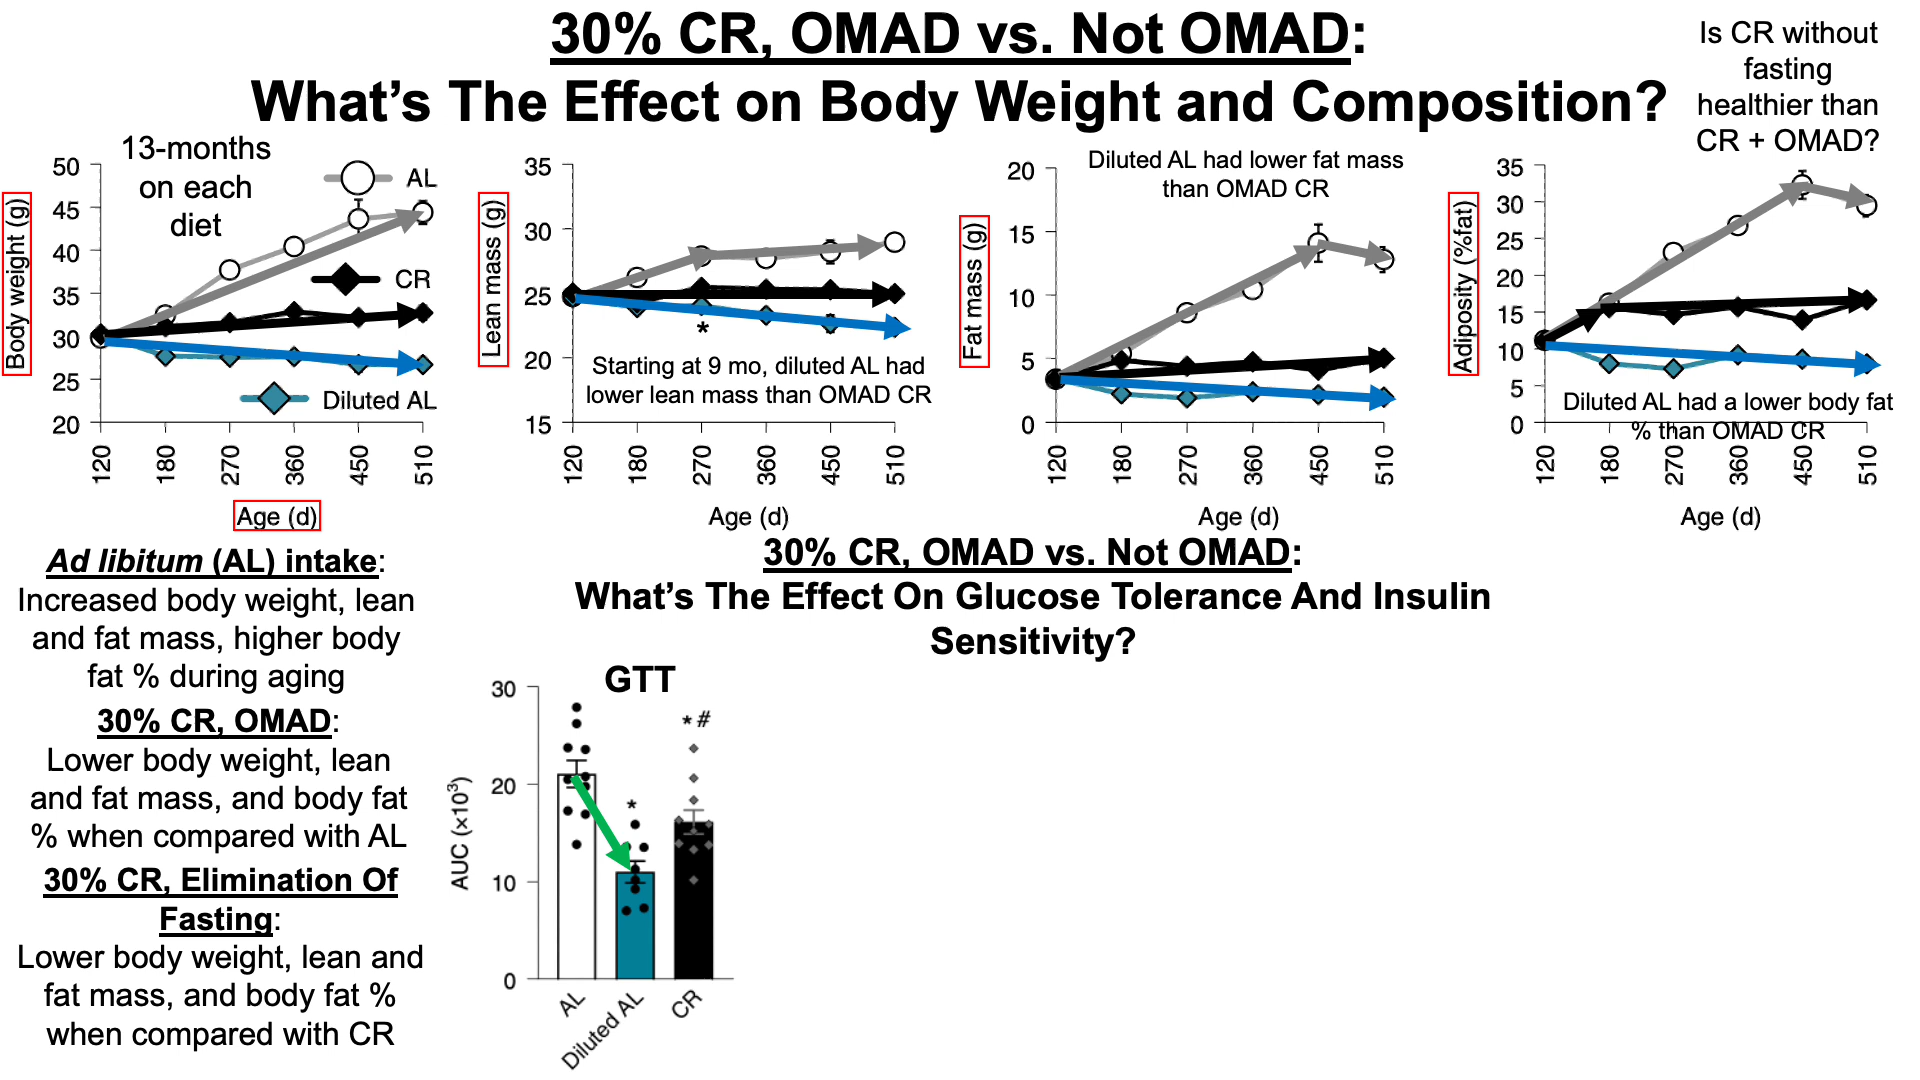 30% CR, OMAD vs. Not OMAD:
What's The Effect on Body Weight and Composition?
Is CR without
fasting
healthier than
CR + OMAD?
13-months
on each
diet
AL
CR
Diluted AL
Body weight (g)
50
45
40
35
30
25
20
120
180
270
360
450
510
Age (d)
Lean mass (g)
35
30
25
20
15
*
Starting at 9 mo, diluted AL had
lower lean mass than OMAD CR
120
180
270
360
450
510
Age (d)
Diluted AL had lower fat mass
than OMAD CR
Fat mass (g)
20
15
10
5
0
120
180
270
360
450
510
Age (d)
Adiposity (%fat)
35
30
25
20
15
10
5
0
Diluted AL had a lower body fat
% than OMAD CR
120
180
270
360
450
510
Age (d)
Ad libitum (AL) intake:
Increased body weight, lean
and fat mass, higher body
fat % during aging
30% CR, OMAD:
Lower body weight, lean
and fat mass, and body fat
% when compared with AL
30% CR, Elimination Of
Fasting:
Lower body weight, lean and
fat mass, and body fat %
when compared with CR
30% CR, OMAD vs. Not OMAD:
What's The Effect On Glucose Tolerance And Insulin
Sensitivity?
GTT
AUC (×10³)
30
20
10
0
*
* #
AL
Diluted AL
CR